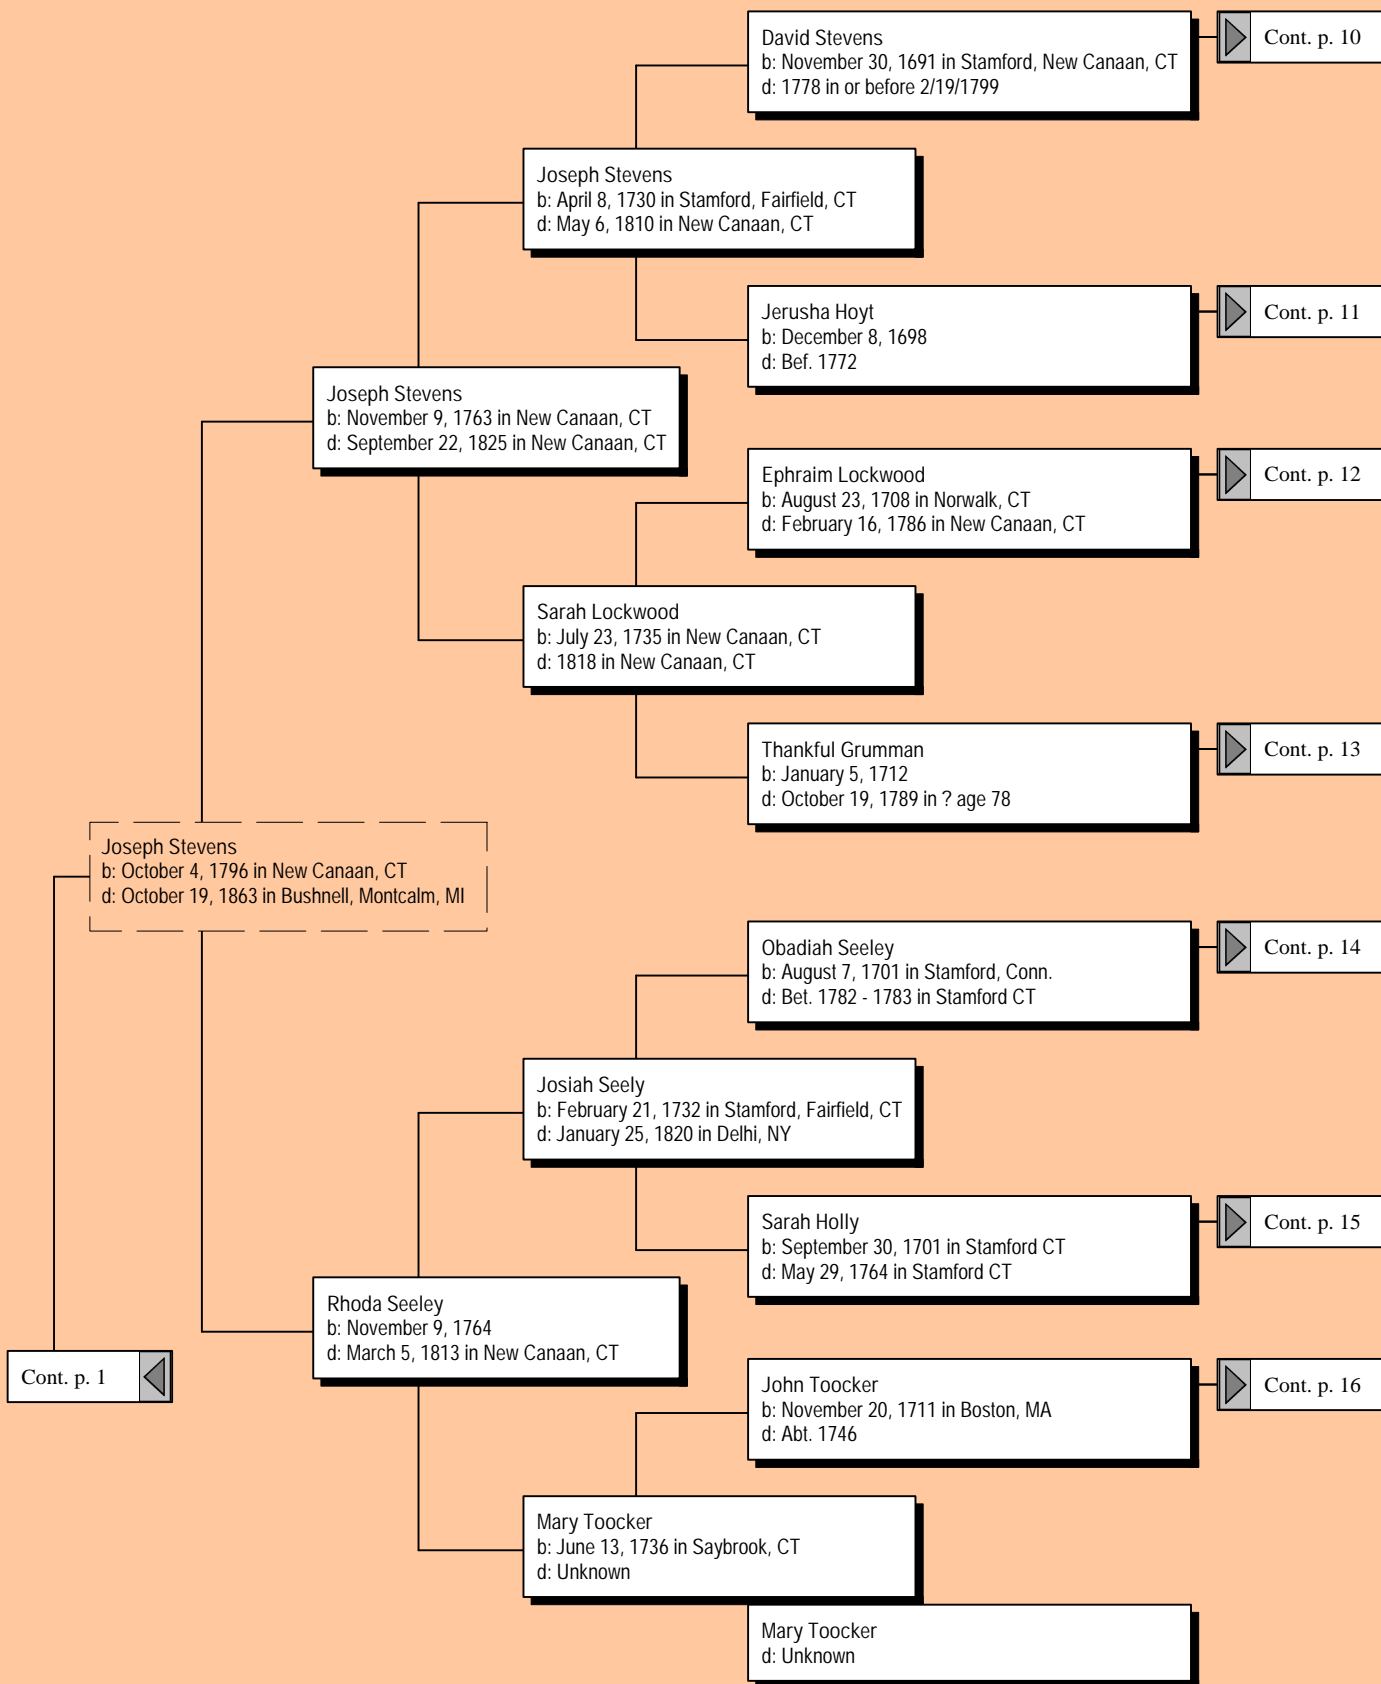 David Stevens
b: November 30, 1691 in Stamford, New Canaan, CT
d: 1778 in or before 2/19/1799
Cont. p. 10
Joseph Stevens
b: April 8, 1730 in Stamford, Fairfield, CT
d: May 6, 1810 in New Canaan, CT
Jerusha Hoyt
b: December 8, 1698
d: Bef. 1772
Cont. p. 11
Joseph Stevens
b: November 9, 1763 in New Canaan, CT
d: September 22, 1825 in New Canaan, CT
Ephraim Lockwood
b: August 23, 1708 in Norwalk, CT
d: February 16, 1786 in New Canaan, CT
Cont. p. 12
Sarah Lockwood
b: July 23, 1735 in New Canaan, CT
d: 1818 in New Canaan, CT
Thankful Grumman
b: January 5, 1712
d: October 19, 1789 in ? age 78
Cont. p. 13
Joseph Stevens
b: October 4, 1796 in New Canaan, CT
d: October 19, 1863 in Bushnell, Montcalm, MI
Obadiah Seeley
b: August 7, 1701 in Stamford, Conn.
d: Bet. 1782 - 1783 in Stamford CT
Cont. p. 14
Josiah Seely
b: February 21, 1732 in Stamford, Fairfield, CT
d: January 25, 1820 in Delhi, NY
Sarah Holly
b: September 30, 1701 in Stamford CT
d: May 29, 1764 in Stamford CT
Cont. p. 15
Rhoda Seeley
b: November 9, 1764
d: March 5, 1813 in New Canaan, CT
Cont. p. 1
John Toocker
b: November 20, 1711 in Boston, MA
d: Abt. 1746
Cont. p. 16
Mary Toocker
b: June 13, 1736 in Saybrook, CT
d: Unknown
Mary Toocker
d: Unknown